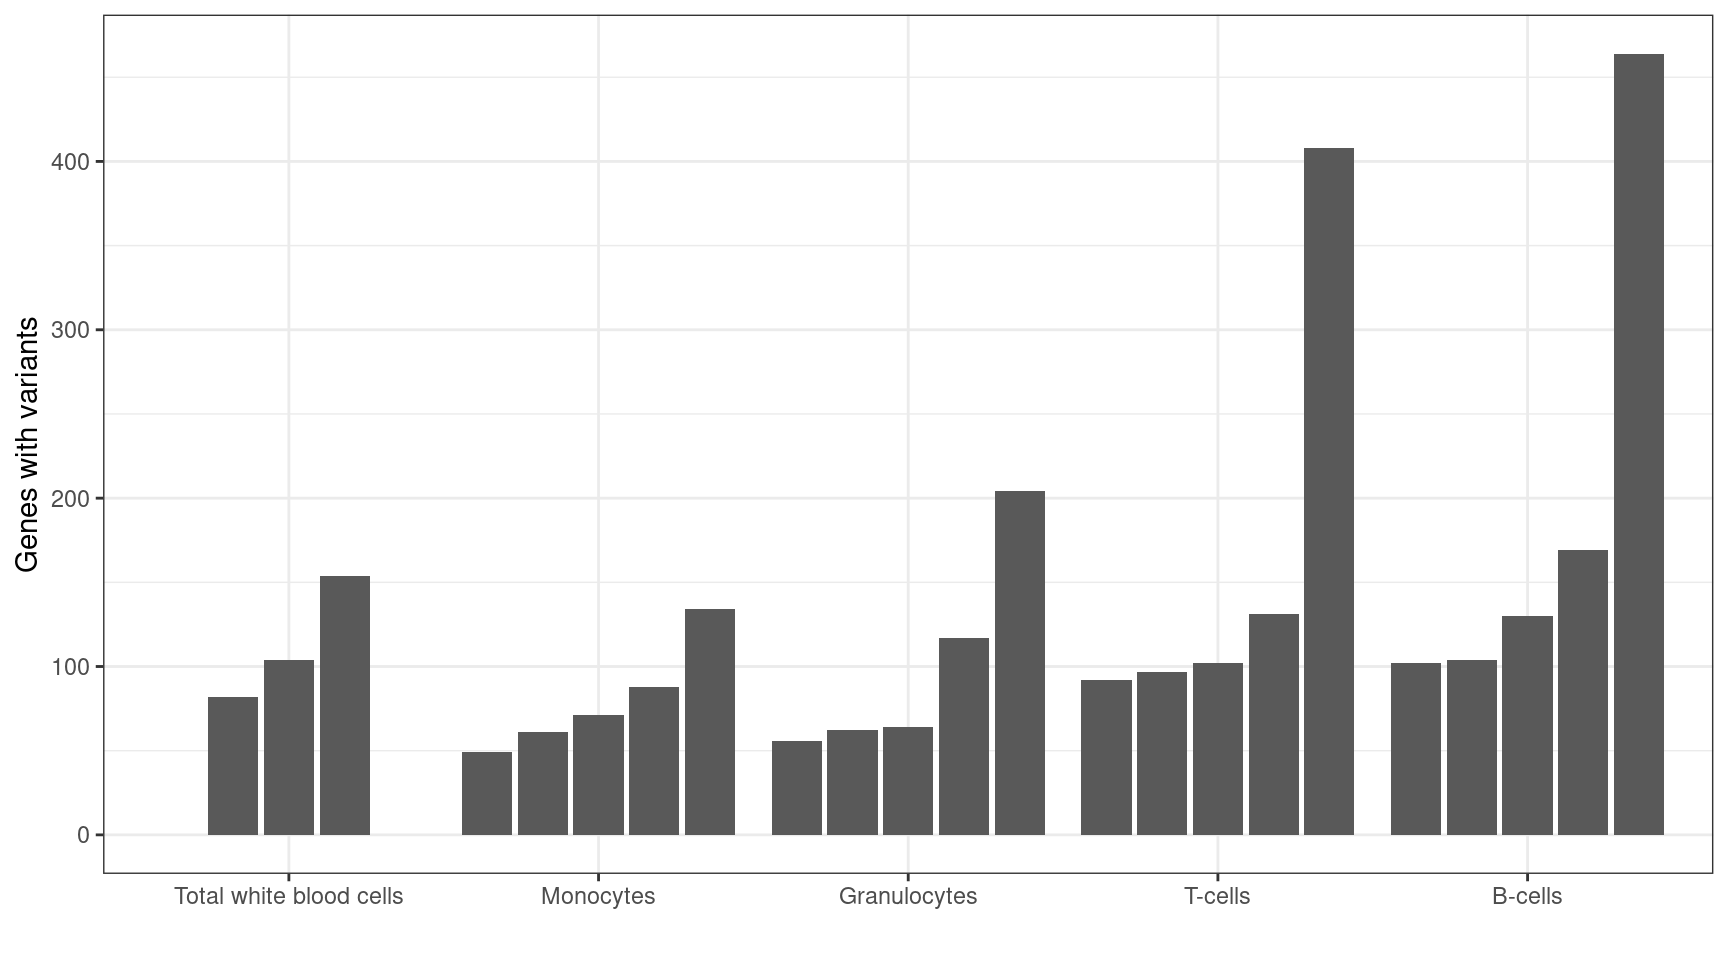 Genes with variants
400
300
200
100
0
Total white blood cells
Monocytes
Granulocytes
T-cells
B-cells